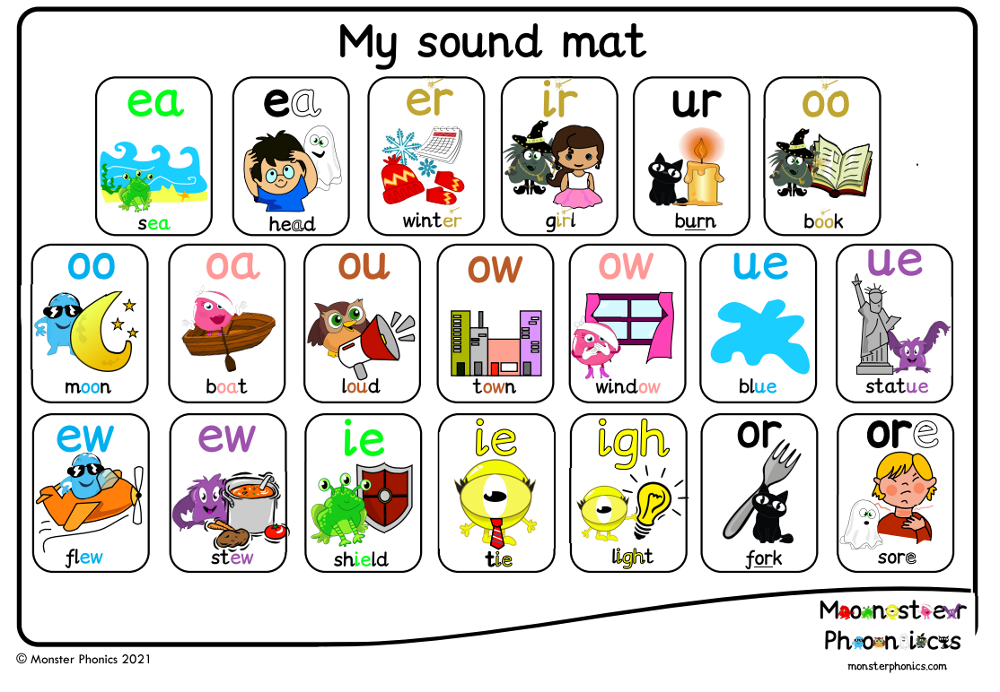 My sound mat
ea ea er ir ur oo
sea head winter girl burn book
oo oa ou ow ow ue ue
moon boat loud town window blue statue
ew ew ie ie igh or ore
flew stew shield tie light fork sore
Monster
Phonics
© Monster Phonics 2021
monsterphonics.com